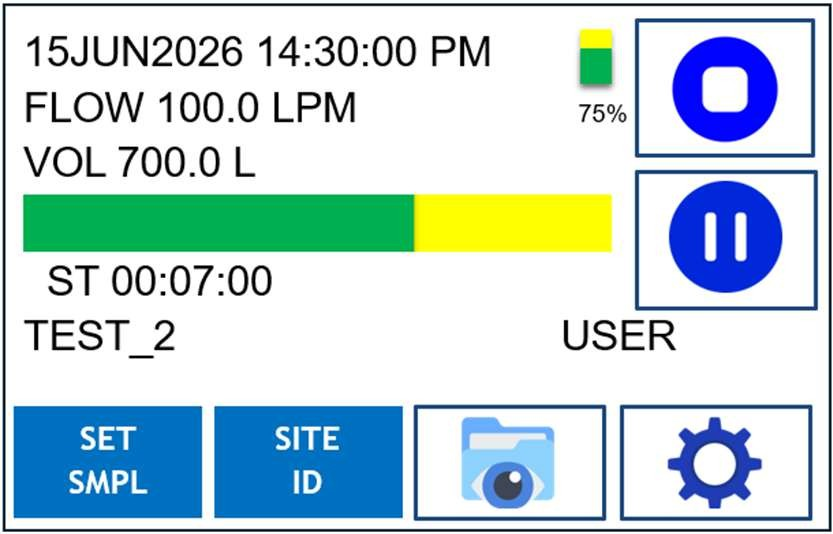 15JUN2026 14:30:00 PM
FLOW 100.0 LPM
75%
VOL 700.0 L
ST 00:07:00
TEST_2
USER
SET
SMPL
SITE
ID